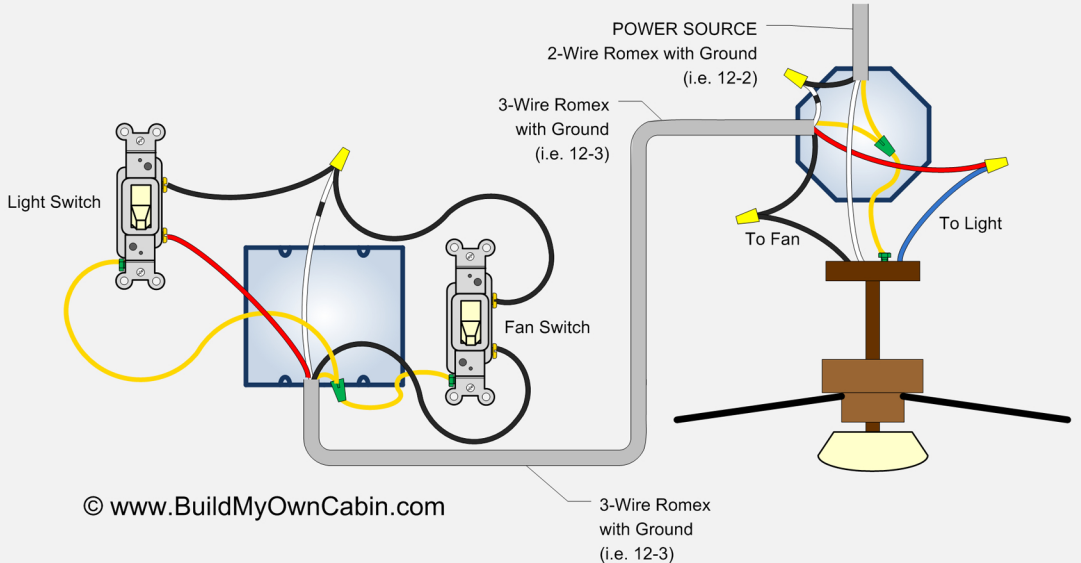 POWER SOURCE
2-Wire Romex with Ground
(i.e. 12-2)
3-Wire Romex
with Ground
(i.e. 12-3)
Light Switch
To Fan
To Light
Fan Switch
© www.BuildMyOwnCabin.com
3-Wire Romex
with Ground
(i.e. 12-3)